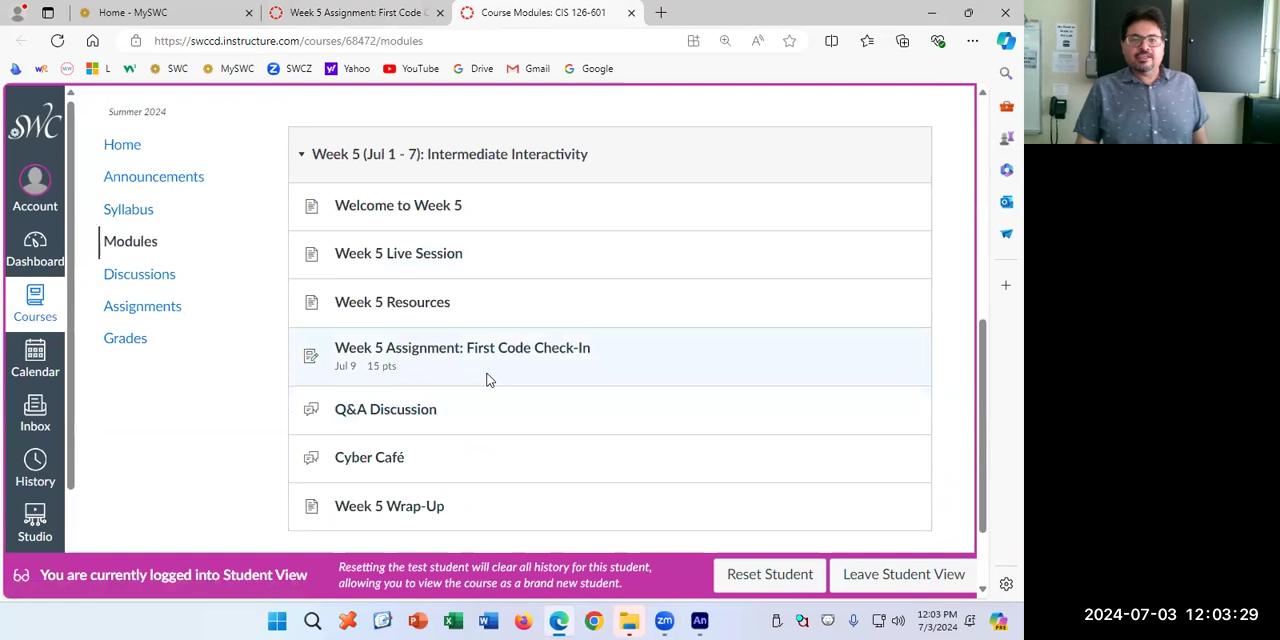 Home - MySWC
Week 5 Assignment: First Code C
Course Modules: CIS 126-601
https://swccd.instructure.com/courses/68472/modules
L
SWC
MySWC
SWCZ
Yahoo
YouTube
Drive
Gmail
Google
SWC
Account
Dashboard
Courses
Calendar
Inbox
History
Studio
Summer 2024
Home
Announcements
Syllabus
Modules
Discussions
Assignments
Grades
Week 5 (Jul 1 - 7): Intermediate Interactivity
Welcome to Week 5
Week 5 Live Session
Week 5 Resources
Week 5 Assignment: First Code Check-In
Jul 9 15 pts
Q&A Discussion
Cyber Café
Week 5 Wrap-Up
You are currently logged into Student View
Resetting the test student will clear all history for this student,
allowing you to view the course as a brand new student.
Reset Student
Leave Student View
12:03 PM
7/3/2024
2024-07-03 12:03:29